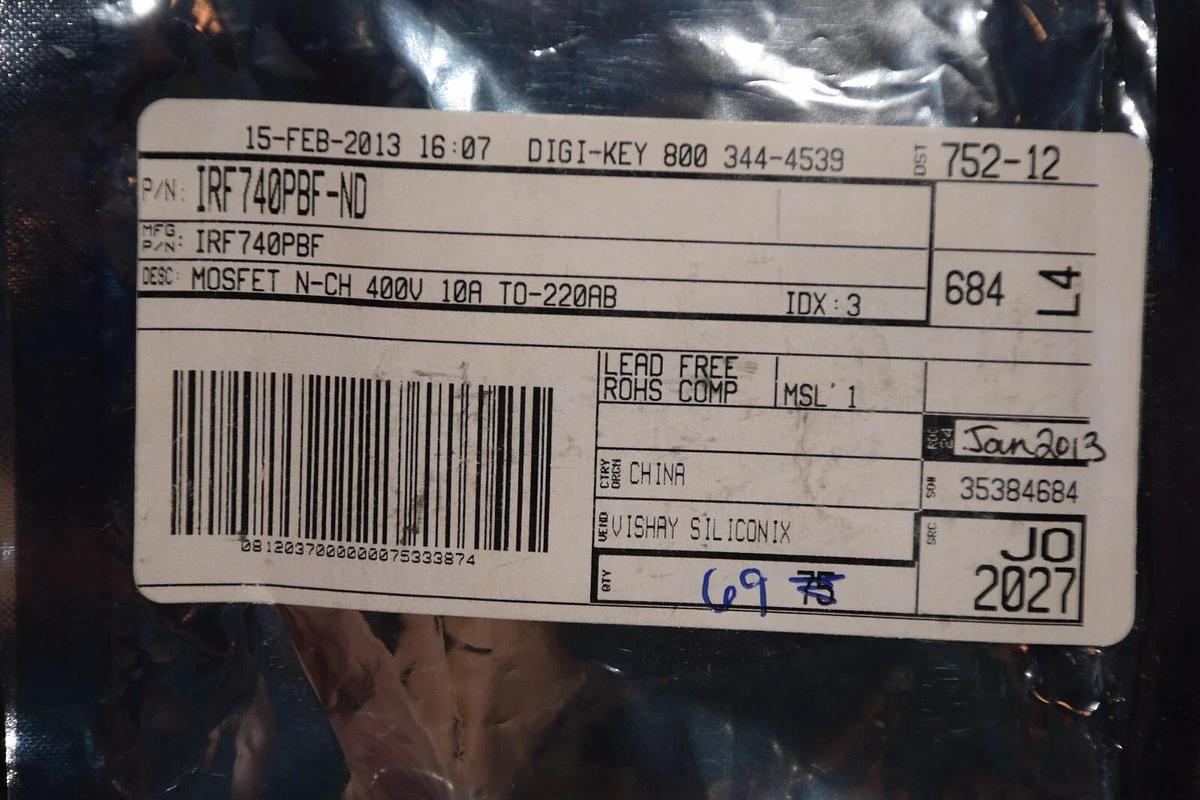 15-FEB-2013 16:07 DIGI-KEY 800 344-4539 DST 752-12
P/N: IRF740PBF-ND
MFG. P/N: IRF740PBF
DESC: MOSFET N-CH 400V 10A TO-220AB IDX:3
684 L4
LEAD FREE
ROHS COMP MSL 1
Jan2013
CTRY ORGN CHINA
SO# 35384684
VEND VISHAY SILICONIX
SRC JO
2027
QTY 69 75
0812037000000075333874